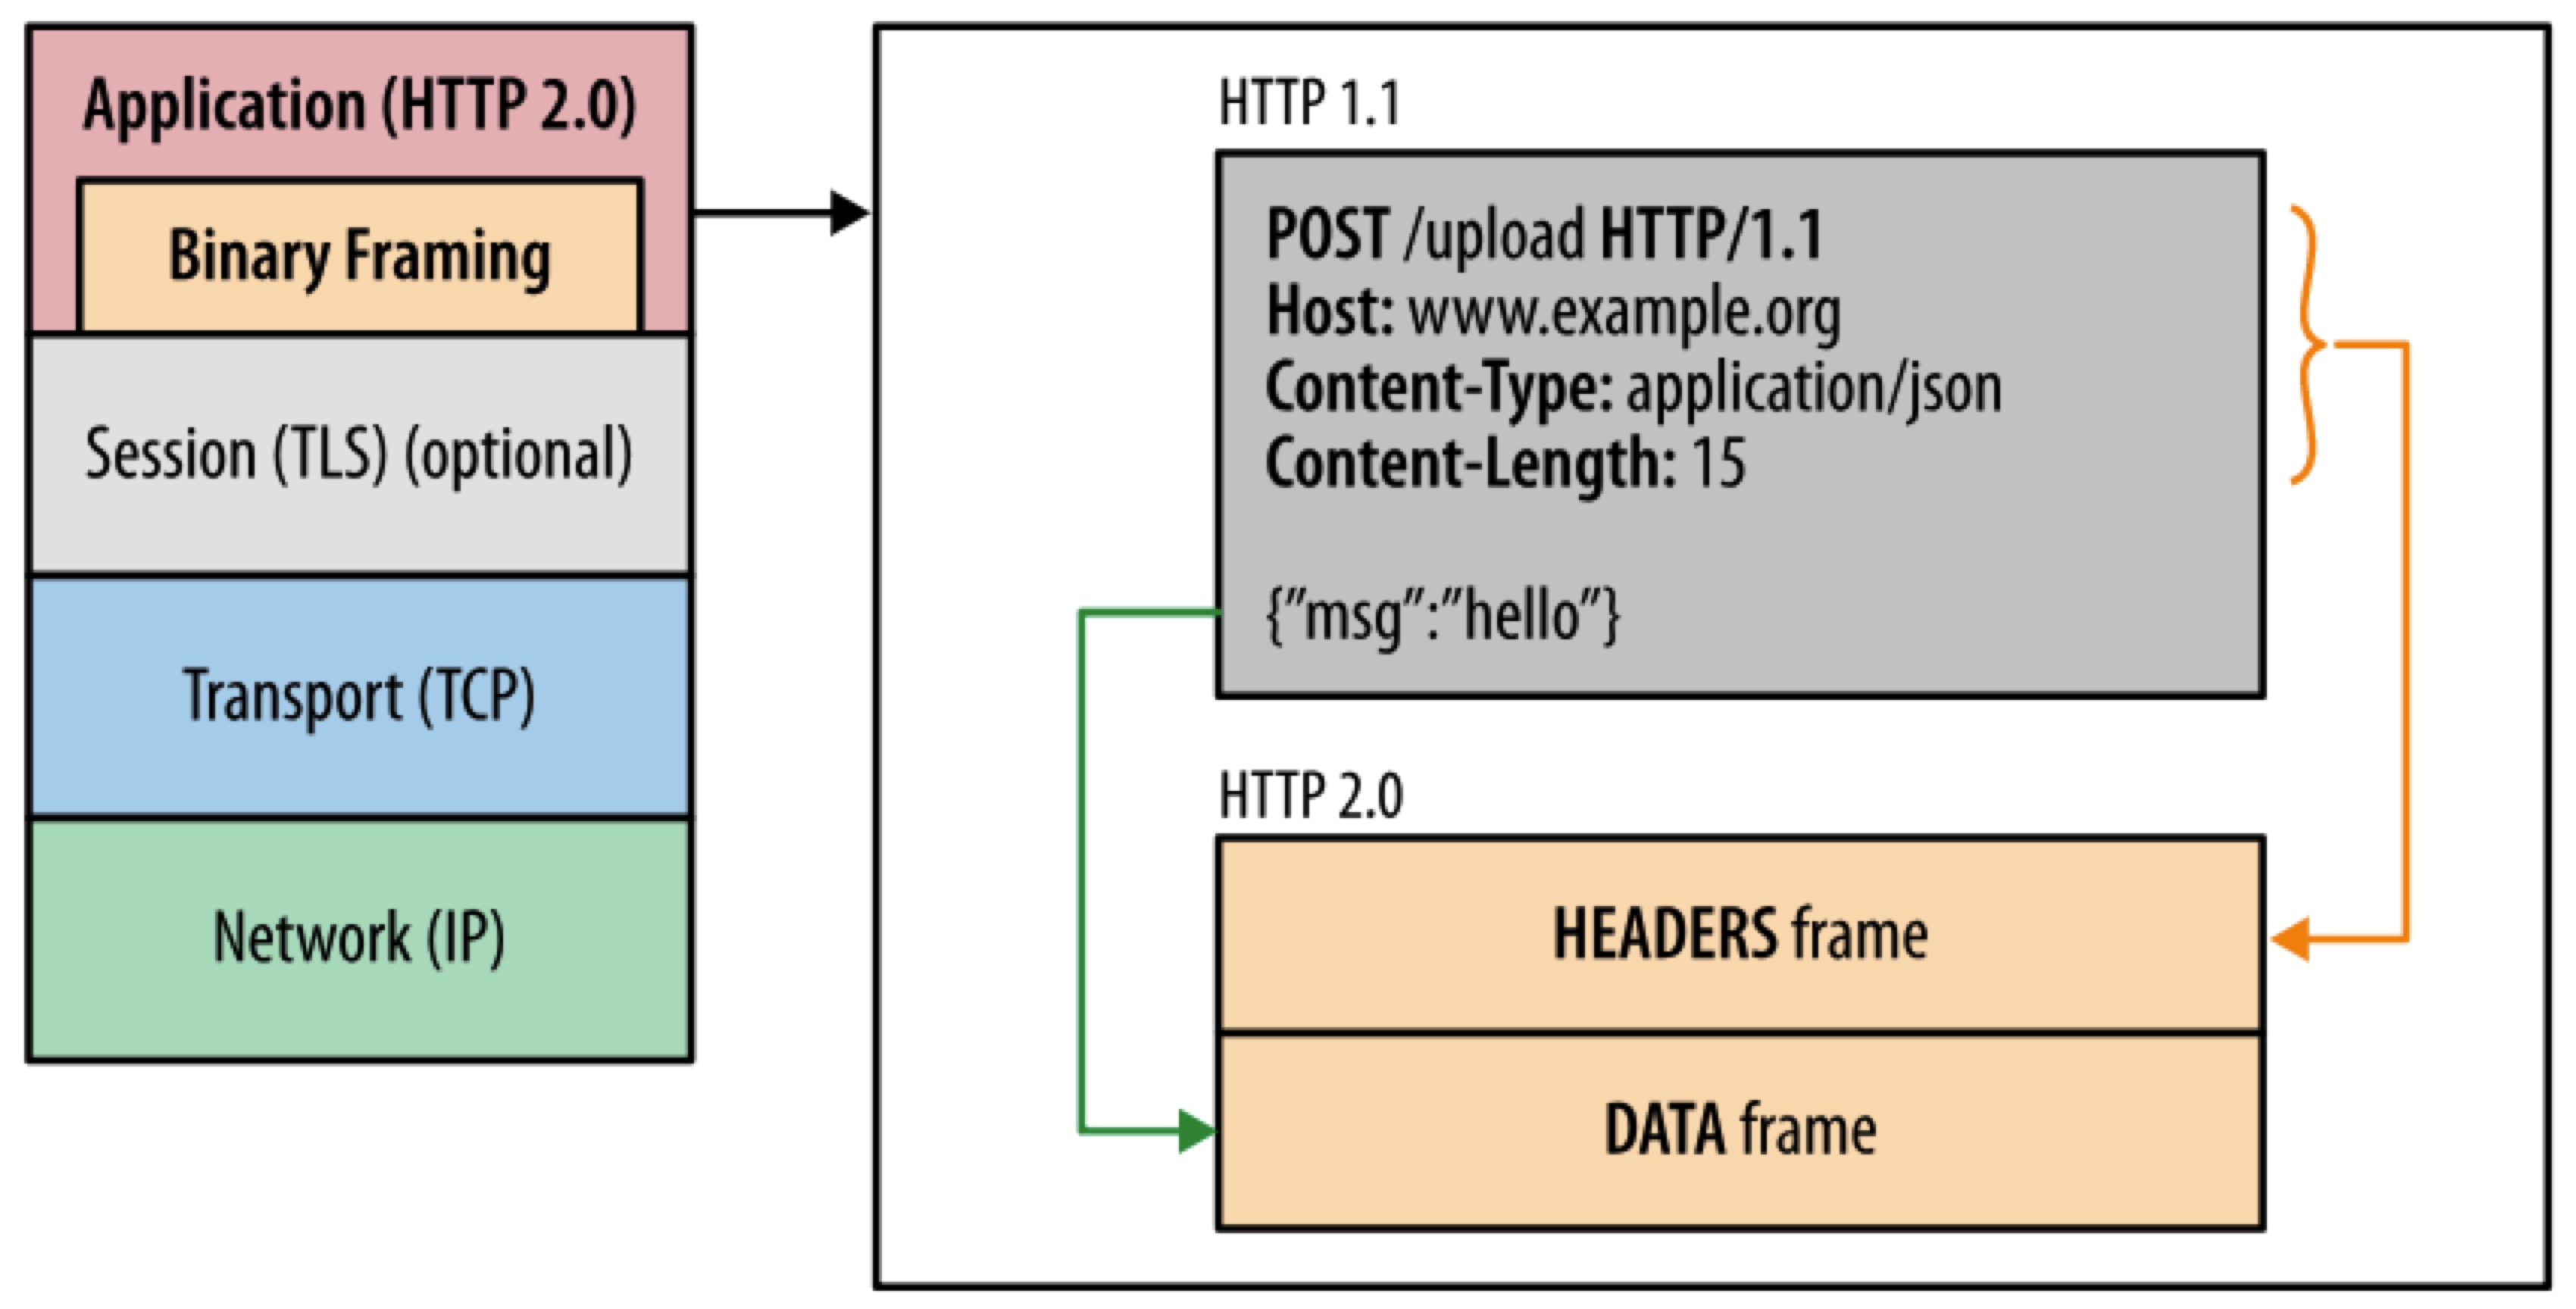 Application (HTTP 2.0)
Binary Framing
Session (TLS) (optional)
Transport (TCP)
Network (IP)
HTTP 1.1
POST /upload HTTP/1.1
Host: www.example.org
Content-Type: application/json
Content-Length: 15
{”msg”:”hello”}
HTTP 2.0
HEADERS frame
DATA frame